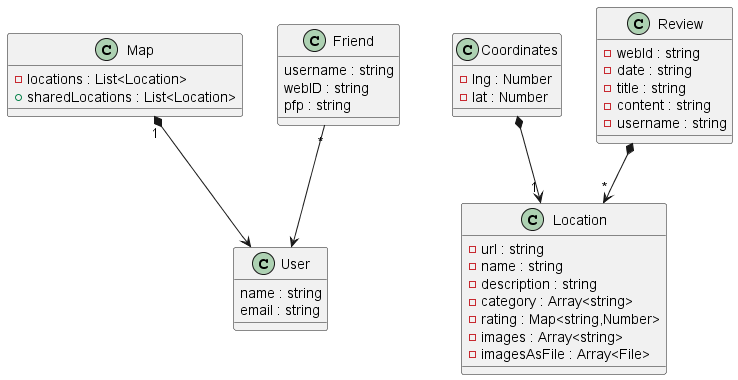 C Map
locations : List<Location>
sharedLocations : List<Location>
1
C Friend
username : string
webID : string
pfp : string
*
C User
name : string
email : string
C Coordinates
lng : Number
lat : Number
1
C Review
webId : string
date : string
title : string
content : string
username : string
*
C Location
url : string
name : string
description : string
category : Array<string>
rating : Map<string,Number>
images : Array<string>
imagesAsFile : Array<File>